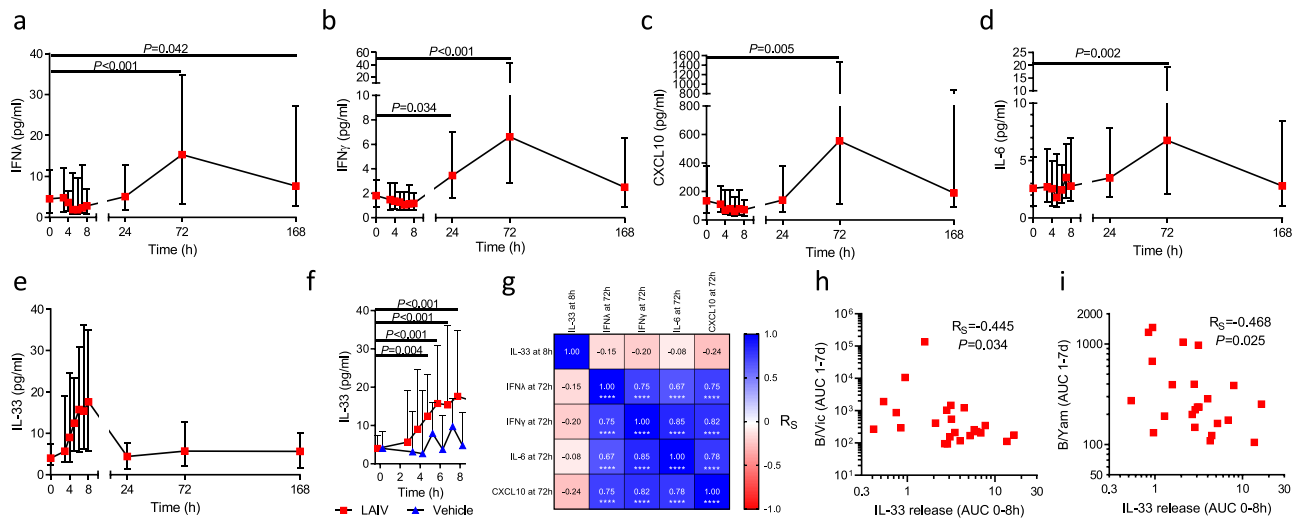 a
IFNλ (pg/ml)
40
30
20
10
0
P=0.042
P<0.001
0 4 8 24 72 168
Time (h)
b
IFNγ (pg/ml)
60
50
40
30
20
10
8
6
4
2
0
P<0.001
P=0.034
0 4 8 24 72 168
Time (h)
c
CXCL10 (pg/ml)
1600
1500
1400
1300
1200
1100
1000
800
600
400
200
0
P=0.005
0 4 8 24 72 168
Time (h)
d
IL-6 (pg/ml)
25
20
15
10
5
0
P=0.002
0 4 8 24 72 168
Time (h)
e
IL-33 (pg/ml)
40
30
20
10
0
0 4 8 24 72 168
Time (h)
f
IL-33 (pg/ml)
40
30
20
10
0
P<0.001
P<0.001
P<0.001
P=0.004
0 2 4 6 8
Time (h)
LAIV Vehicle
g
IL-33 at 8h
IFNλ at 72h
IFNγ at 72h
IL-6 at 72h
CXCL10 at 72h
IL-33 at 8h 1.00 -0.15 -0.20 -0.08 -0.24
IFNλ at 72h -0.15 1.00 0.75 0.67 0.75
**** **** **** ****
IFNγ at 72h -0.20 0.75 1.00 0.85 0.82
**** **** **** ****
IL-6 at 72h -0.08 0.67 0.85 1.00 0.78
**** **** **** ****
CXCL10 at 72h -0.24 0.75 0.82 0.78 1.00
**** **** **** ****
1.0
0.5
0
-0.5
-1.0
RS
h
B/Vic (AUC 1-7d)
10⁶
10⁵
10⁴
10³
10²
10¹
RS=-0.445
P=0.034
0.3 1 10 30
IL-33 release (AUC 0-8h)
i
B/Yam (AUC 1-7d)
2000
1000
100
50
RS=-0.468
P=0.025
0.3 1 10 30
IL-33 release (AUC 0-8h)